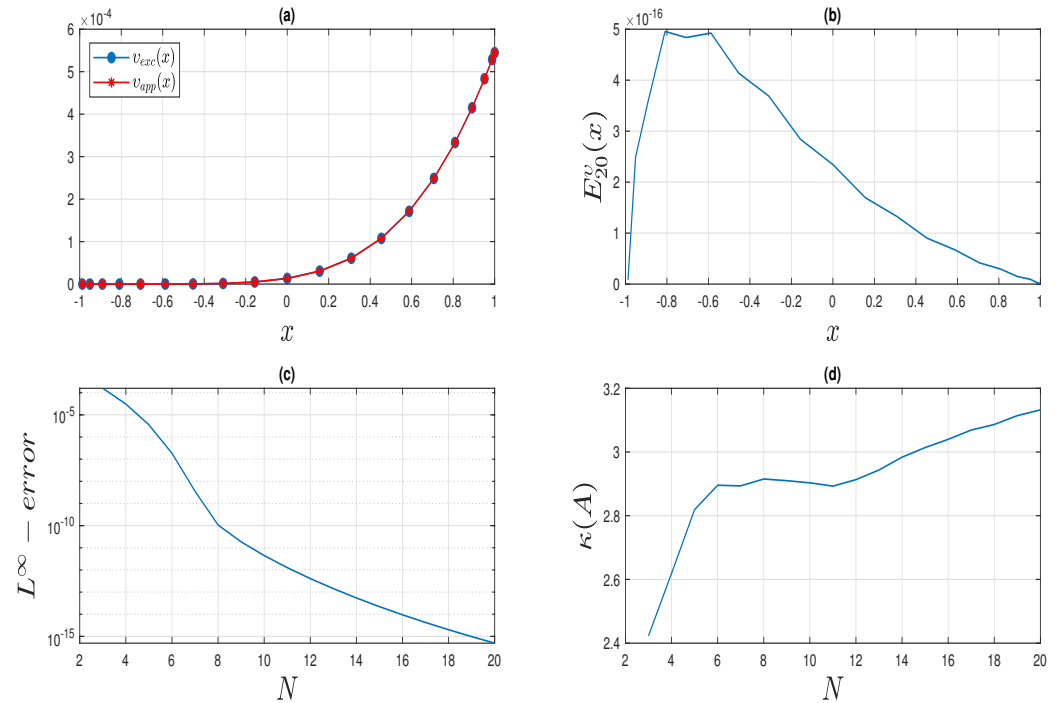 (a)
×10⁻⁴
6
5
4
3
2
1
0
v_exc(x)
v_app(x)
-1 -0.8 -0.6 -0.4 -0.2 0 0.2 0.4 0.6 0.8 1
x
(b)
×10⁻¹⁶
5
4
3
2
1
0
E^υ_20(x)
-1 -0.8 -0.6 -0.4 -0.2 0 0.2 0.4 0.6 0.8 1
x
(c)
10⁻⁵
10⁻¹⁰
10⁻¹⁵
L^∞ − error
2 4 6 8 10 12 14 16 18 20
N
(d)
3.2
3
2.8
2.6
2.4
κ(A)
2 4 6 8 10 12 14 16 18 20
N